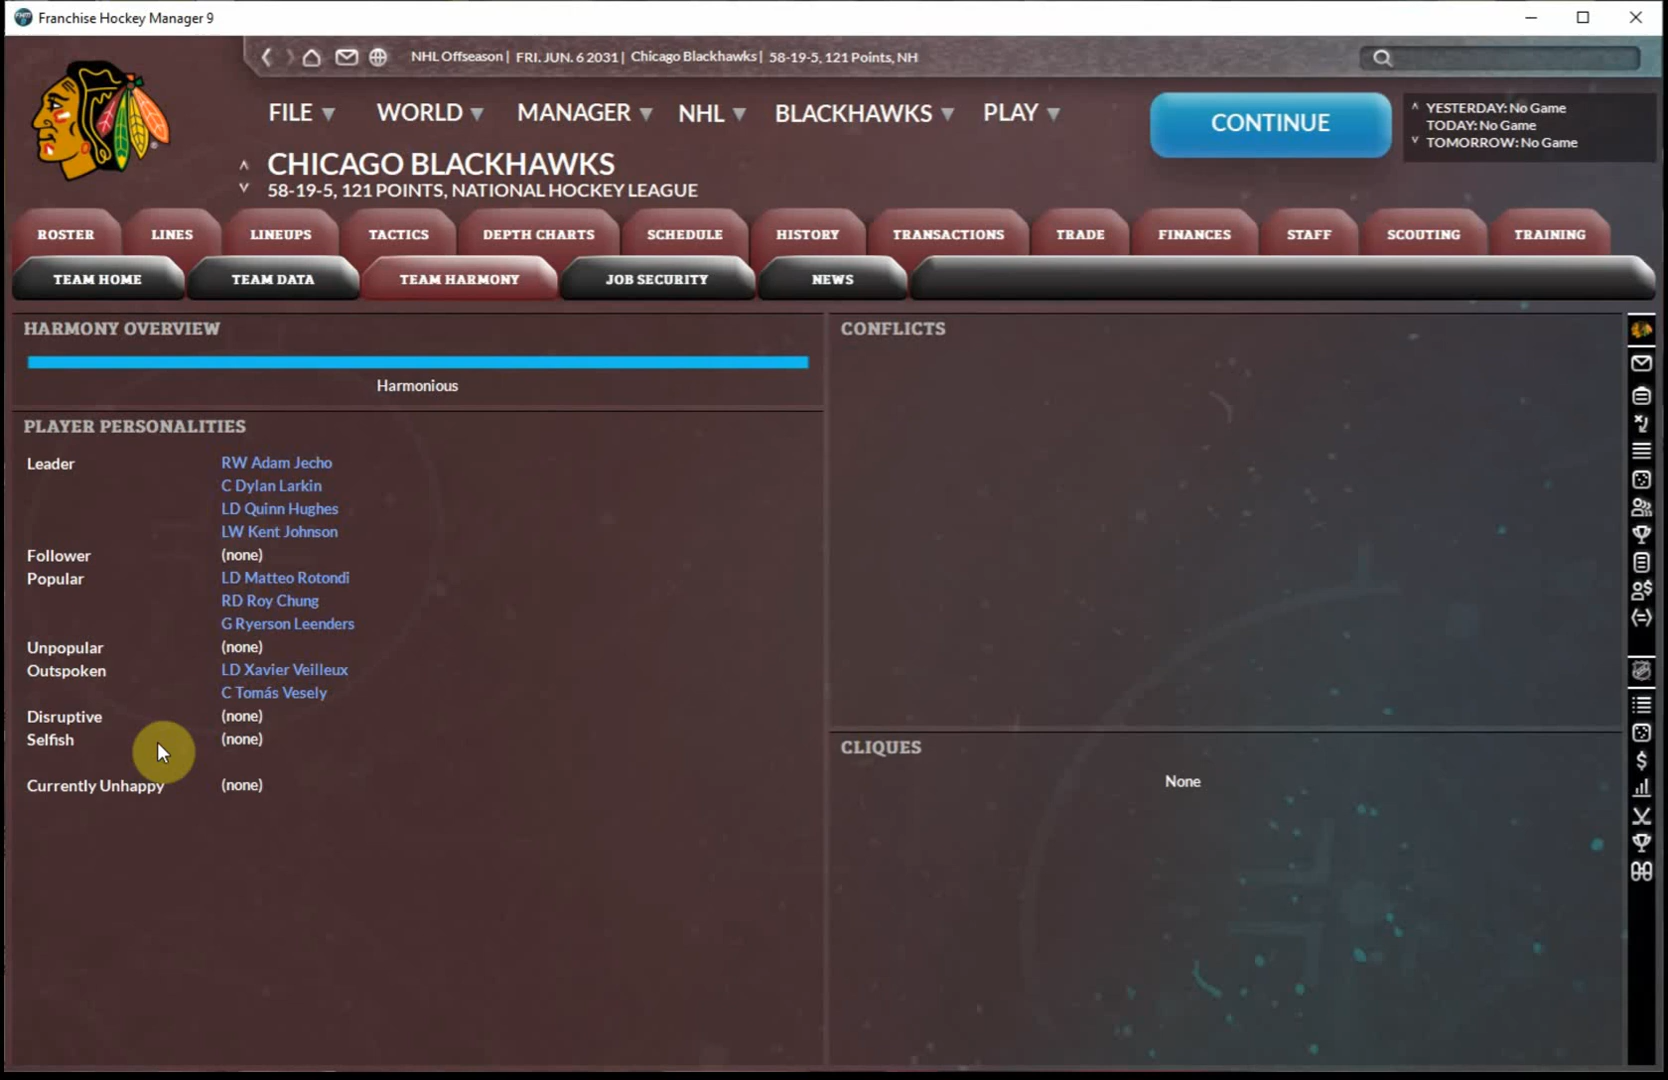 Franchise Hockey Manager 9
NHL Offseason | FRI. JUN. 6 2031 | Chicago Blackhawks | 58-19-5, 121 Points, NH
FILE WORLD MANAGER NHL BLACKHAWKS PLAY
CONTINUE
YESTERDAY: No Game
TODAY: No Game
TOMORROW: No Game
CHICAGO BLACKHAWKS
58-19-5, 121 POINTS, NATIONAL HOCKEY LEAGUE
ROSTER LINES LINEUPS TACTICS DEPTH CHARTS SCHEDULE HISTORY TRANSACTIONS TRADE FINANCES STAFF SCOUTING TRAINING
TEAM HOME TEAM DATA TEAM HARMONY JOB SECURITY NEWS
HARMONY OVERVIEW
Harmonious
PLAYER PERSONALITIES
Leader RW Adam Jecho
C Dylan Larkin
LD Quinn Hughes
LW Kent Johnson
Follower (none)
Popular LD Matteo Rotondi
RD Roy Chung
G Ryerson Leenders
Unpopular (none)
Outspoken LD Xavier Veilleux
C Tomás Vesely
Disruptive (none)
Selfish (none)
Currently Unhappy (none)
CONFLICTS
CLIQUES
None